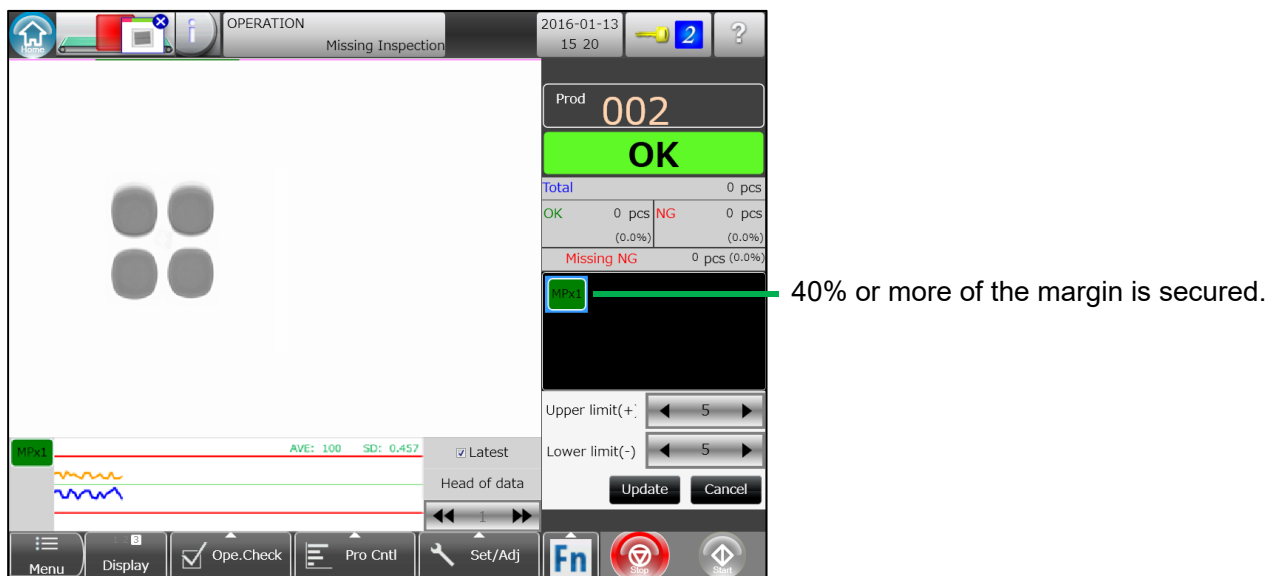 Home
OPERATION
Missing Inspection
2016-01-13
15 20
2
?
Prod 002
OK
Total 0 pcs
OK 0 pcs NG 0 pcs
(0.0%) (0.0%)
Missing NG 0 pcs (0.0%)
MPx1
40% or more of the margin is secured.
Upper limit(+) 5
Lower limit(-) 5
Update Cancel
MPx1
AVE: 100 SD: 0.457
Latest
Head of data
1
Menu
3
Display
Ope.Check
Pro Cntl
Set/Adj
Fn
Stop
Start